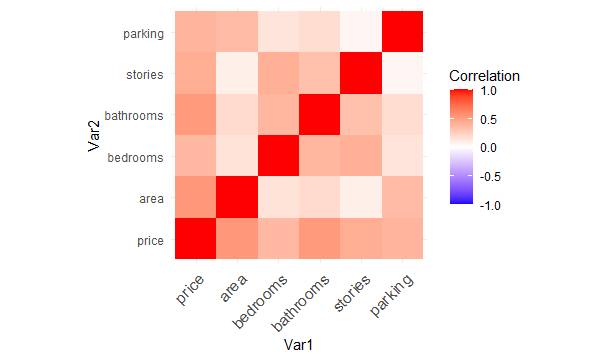 parking
stories
bathrooms
bedrooms
area
price
Var2
price
area
bedrooms
bathrooms
stories
parking
Var1
Correlation
1.0
0.5
0.0
-0.5
-1.0